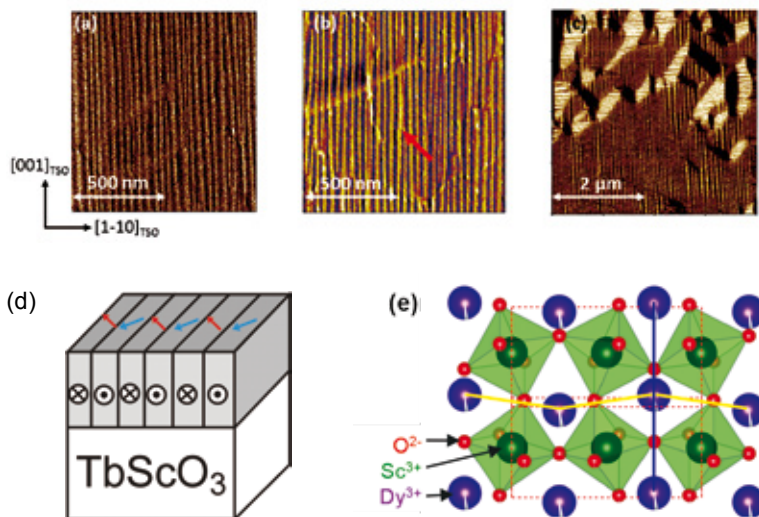 (a)
(b)
(c)
[001]TSO
500 nm
500 nm
2 μm
[1-10]TSO
(d)
(e)
TbScO3
O2-
Sc3+
Dy3+